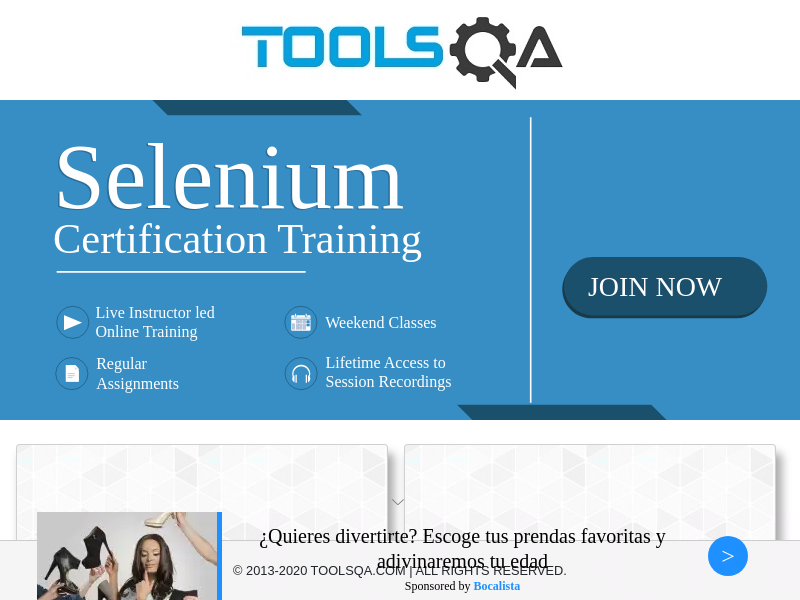 TOOLSQA
Selenium
Certification Training
JOIN NOW
Live Instructor led
Online Training
Weekend Classes
Regular
Assignments
Lifetime Access to
Session Recordings
¿Quieres divertirte? Escoge tus prendas favoritas y
adivinaremos tu edad
© 2013-2020 TOOLSQA.COM | ALL RIGHTS RESERVED.
Sponsored by Bocalista
>